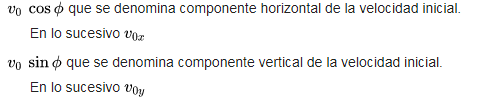 v₀ cos ϕ que se denomina componente horizontal de la velocidad inicial.
En lo sucesivo v₀ₓ
v₀ sin ϕ que se denomina componente vertical de la velocidad inicial.
En lo sucesivo v₀y